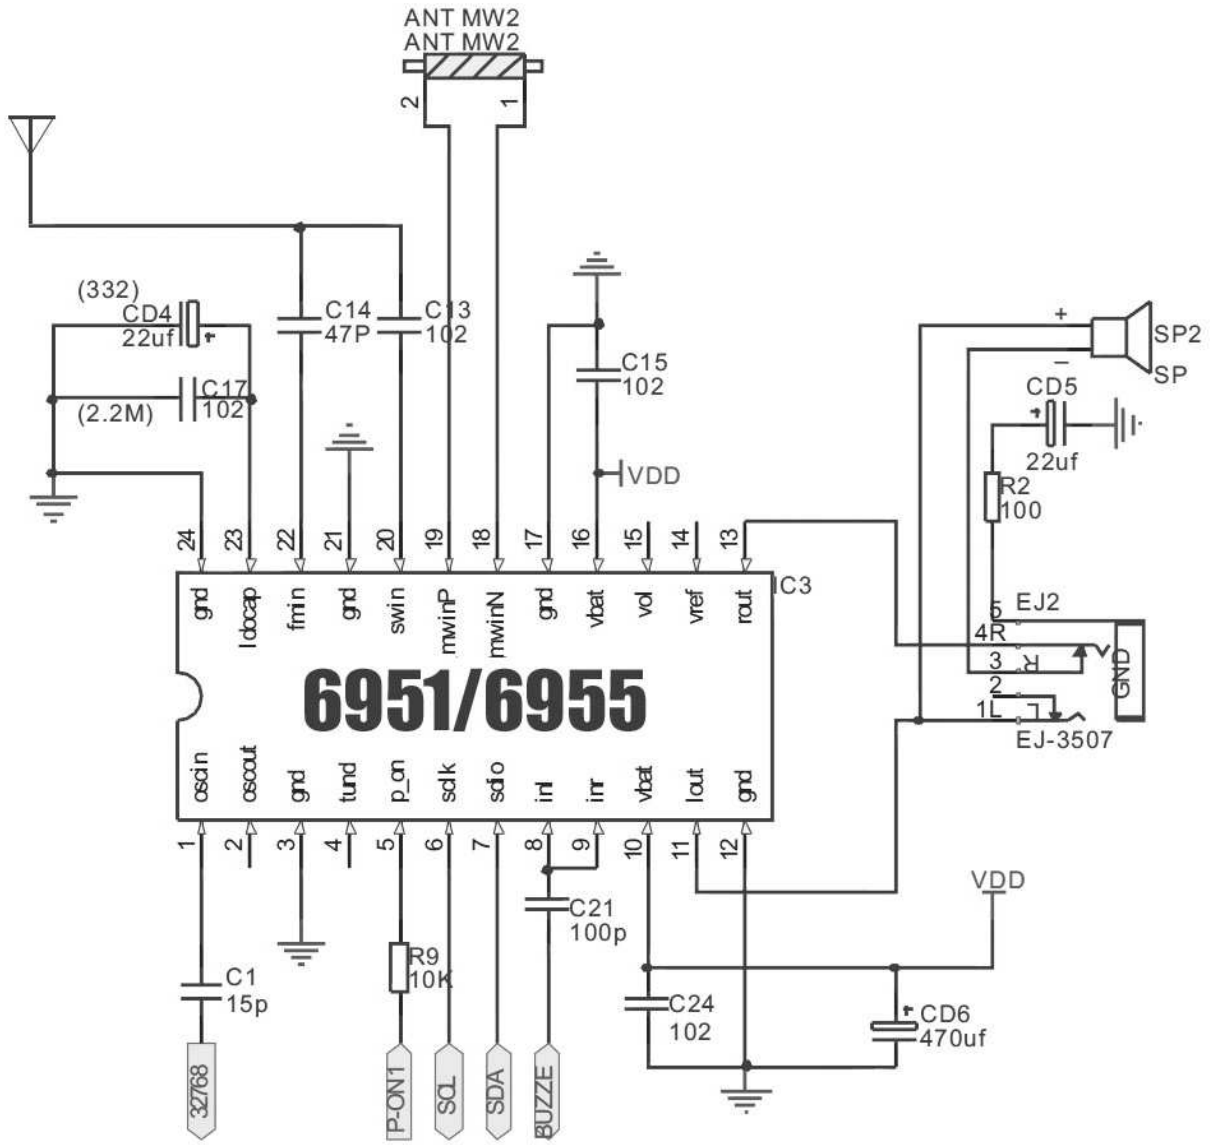 ANT MW2
ANT MW2
2
1
(332)
CD4
22uf
+
C14
47P
C13
102
C17
102
(2.2M)
C15
102
VDD
+
SP2
−
SP
CD5
+
22uf
R2
100
24
23
22
21
20
19
18
17
16
15
14
13
gnd
ldocap
fmin
gnd
swin
mwinP
mwinN
gnd
vbat
vol
vref
rout
IC3
5
EJ2
4R
3
R
2
1L
L
GND
EJ-3507
6951/6955
oscin
oscout
gnd
tund
p_on
sclk
sdio
inl
inr
vbat
lout
gnd
1
2
3
4
5
6
7
8
9
10
11
12
VDD
C21
100p
R9
10K
C1
15p
C24
102
+
CD6
470uf
32768
P-ON1
SCL
SDA
BUZZE